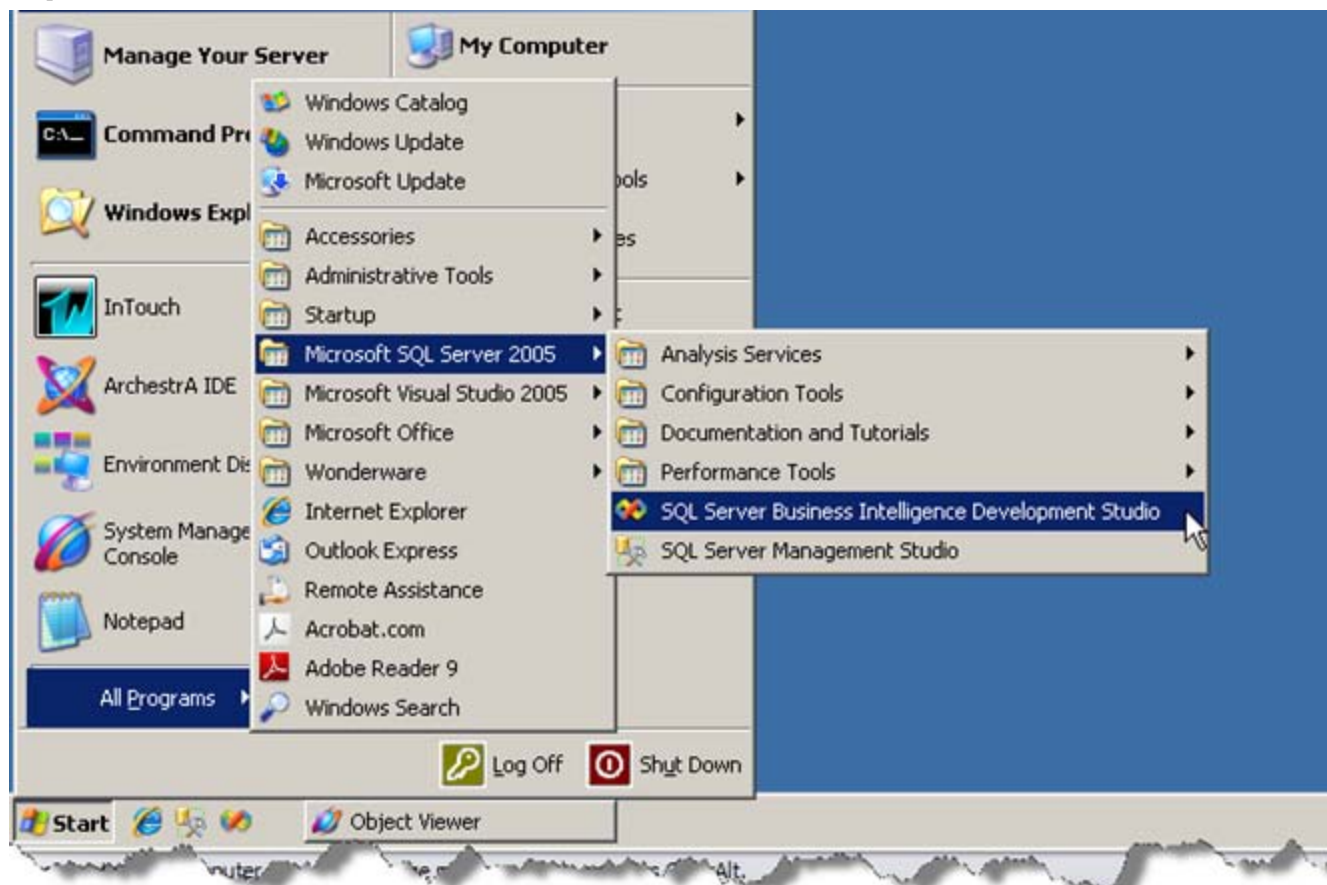 Manage Your Server
My Computer
C:\_
Command
Windows
InTouch
ArchestrA IDE
Environment
System
Console
Notepad
All Programs
Windows Catalog
Windows Update
Microsoft Update
Accessories
Administrative Tools
Startup
Microsoft SQL Server 2005
Microsoft Visual Studio 2005
Microsoft Office
Wonderware
Internet Explorer
Outlook Express
Remote Assistance
Acrobat.com
Adobe Reader 9
Windows Search
Analysis Services
Configuration Tools
Documentation and Tutorials
Performance Tools
SQL Server Business Intelligence Development Studio
SQL Server Management Studio
Log Off
Shut Down
Start
Object Viewer
Alt.